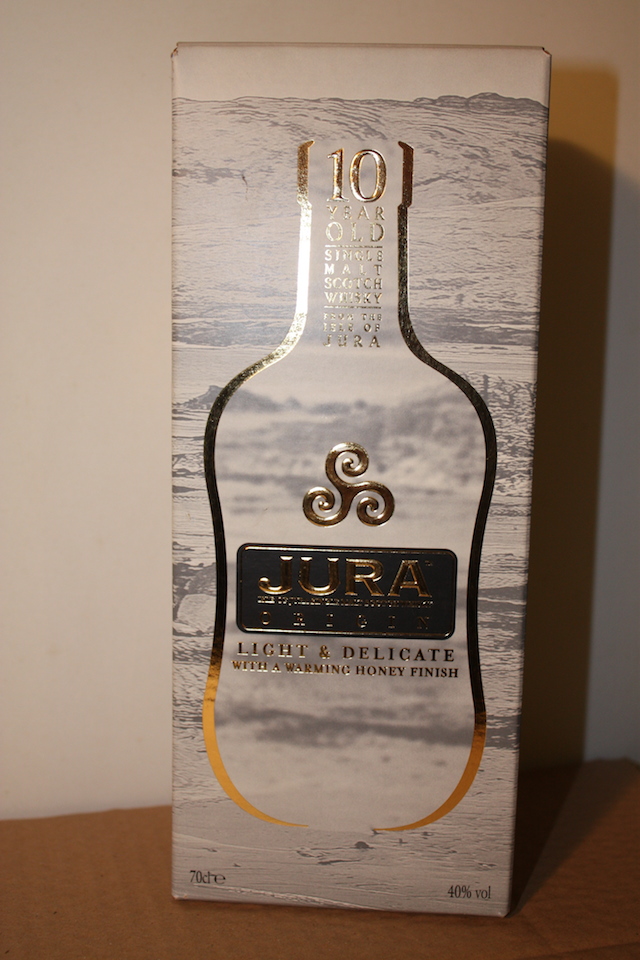 10
YEAR
OLD
SINGLE
MALT
SCOTCH
WHISKY
FROM THE
ISLE OF
JURA
JURA
ORIGIN
LIGHT & DELICATE
WITH A WARMING HONEY FINISH
70cl e
40% vol